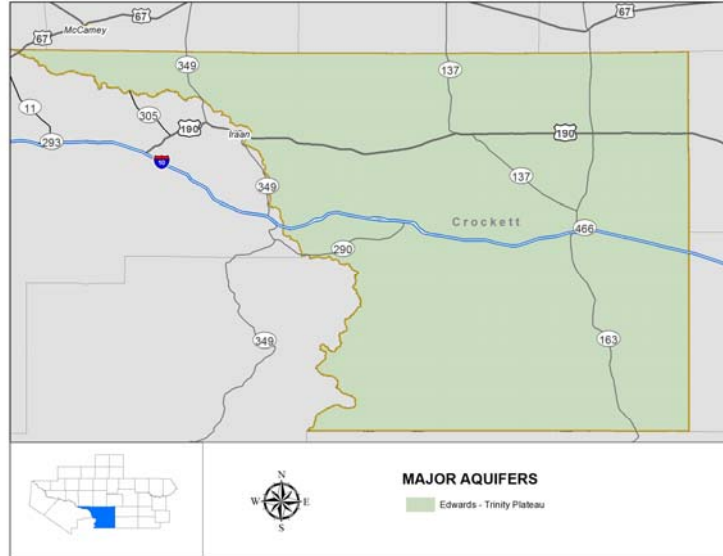 67
67
67
McCamey
349
137
11
305
190
293
Iraan
190
10
349
137
Crockett
466
290
349
163
N
W E
S
MAJOR AQUIFERS
Edwards - Trinity Plateau